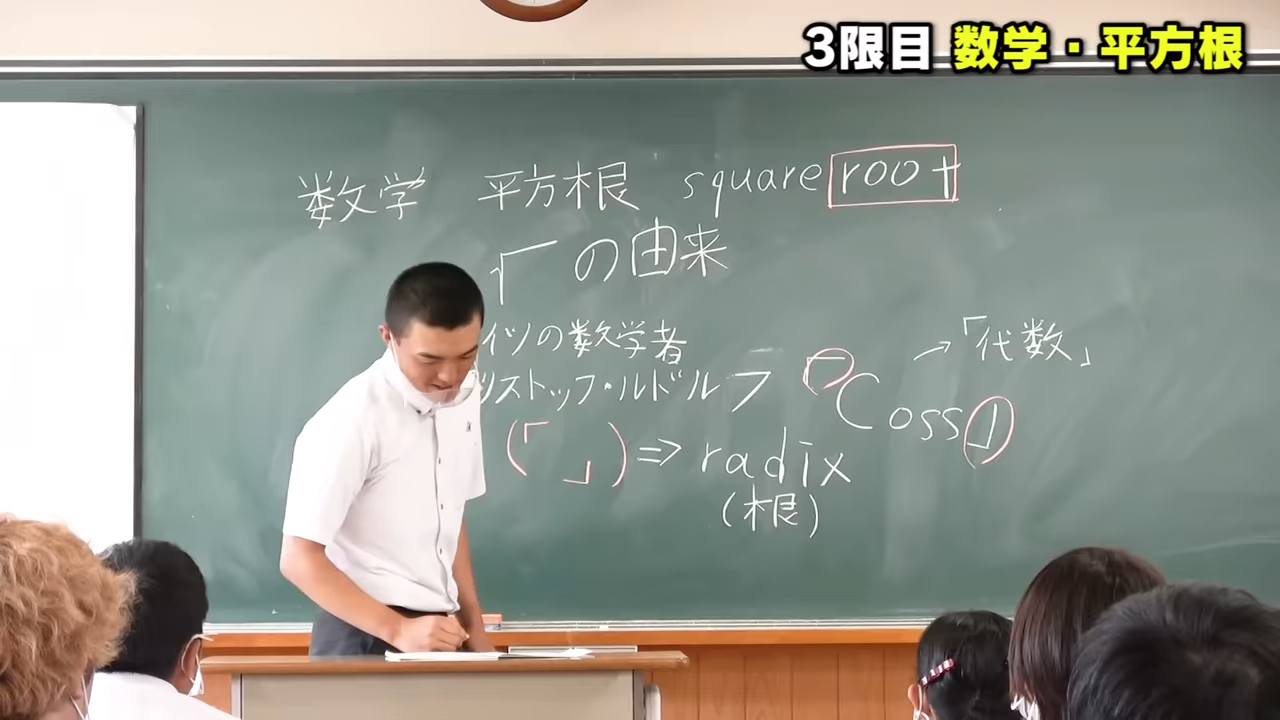 3限目 数学・平方根
数学 平方根 square root
√の由来
イツの数学者
リストッフ・ルドルフ
「Coss」
→「代数」
(「 」)⇒ radix
(根)